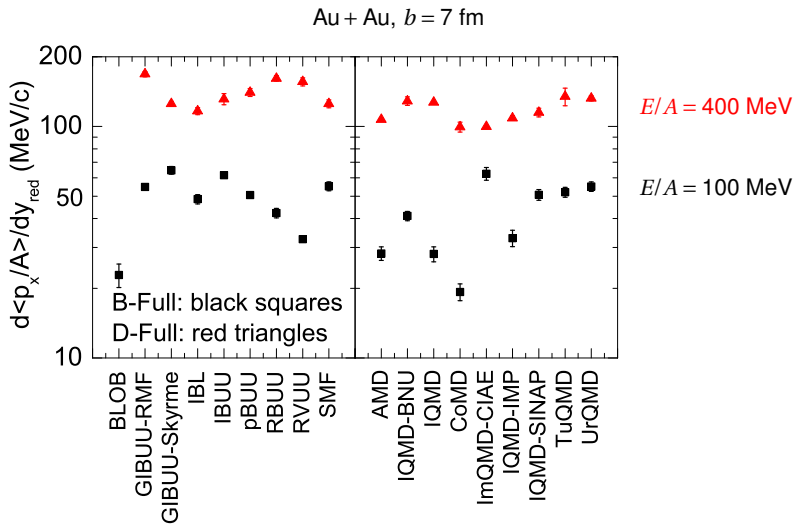 Au + Au, b = 7 fm
d<p_x/A>/dy_red (MeV/c)
200
100
50
10
E/A = 400 MeV
E/A = 100 MeV
B-Full: black squares
D-Full: red triangles
BLOB
GIBUU-RMF
GIBUU-Skyrme
IBL
IBUU
pBUU
RBUU
RVUU
SMF
AMD
IQMD-BNU
IQMD
CoMD
ImQMD-CIAE
IQMD-IMP
IQMD-SINAP
TuQMD
UrQMD